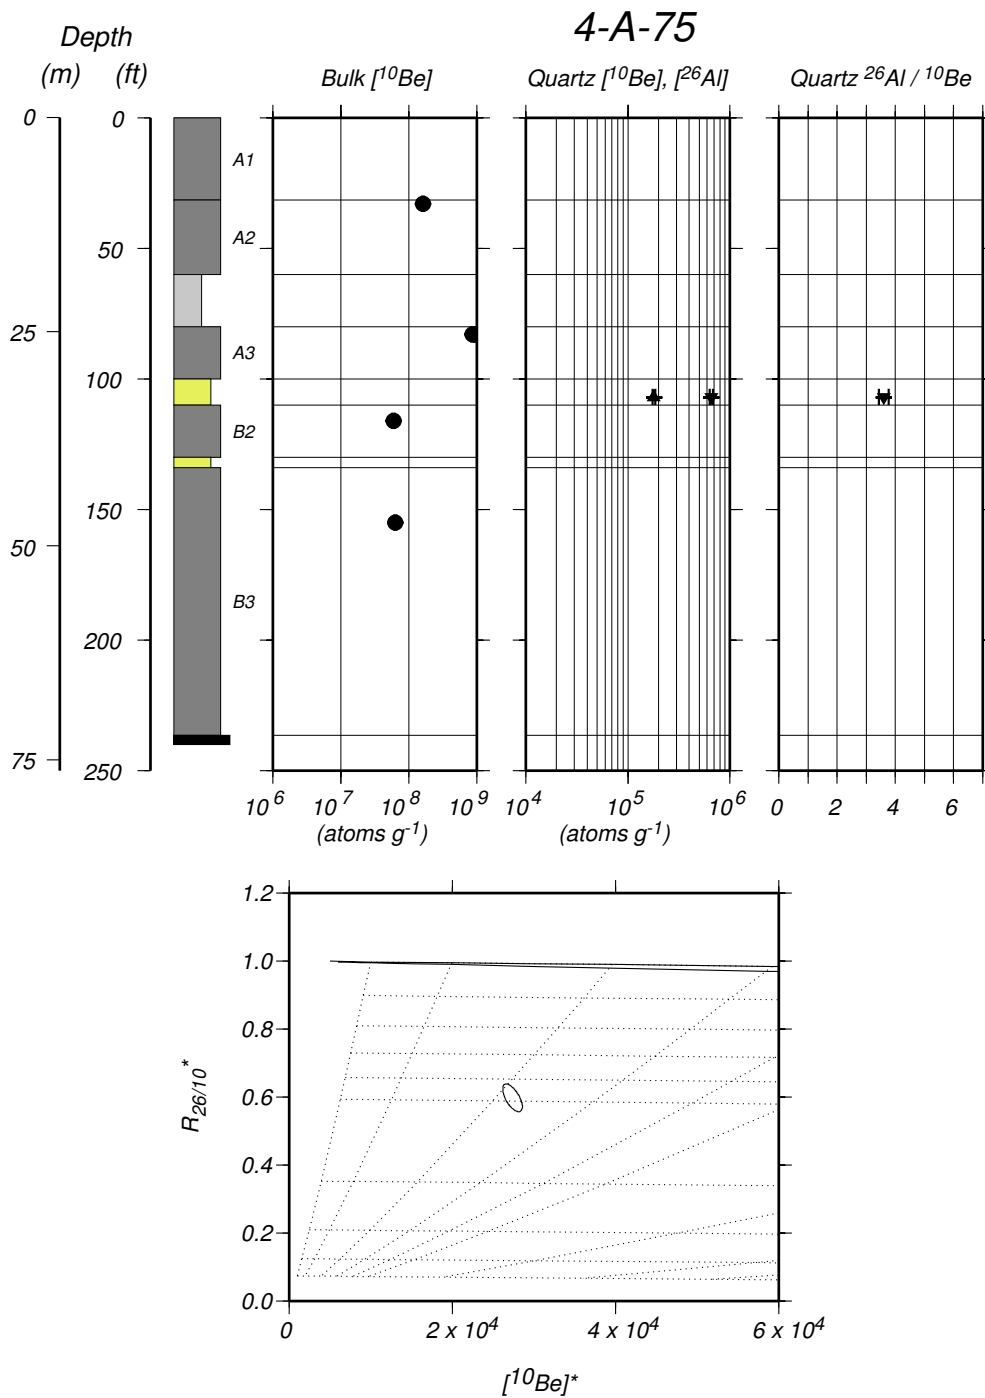 4-A-75
Depth
(m) (ft) Bulk [10Be] Quartz [10Be], [26Al] Quartz 26Al / 10Be
0 0
A1
A2
50
25
A3
100
B2
150
50
B3
200
75
250
10^6 10^7 10^8 10^9 10^4 10^5 10^6 0 2 4 6
(atoms g-1) (atoms g-1)
1.2
1.0
0.8
0.6
0.4
0.2
0.0
R26/10*
0 2 x 10^4 4 x 10^4 6 x 10^4
[10Be]*